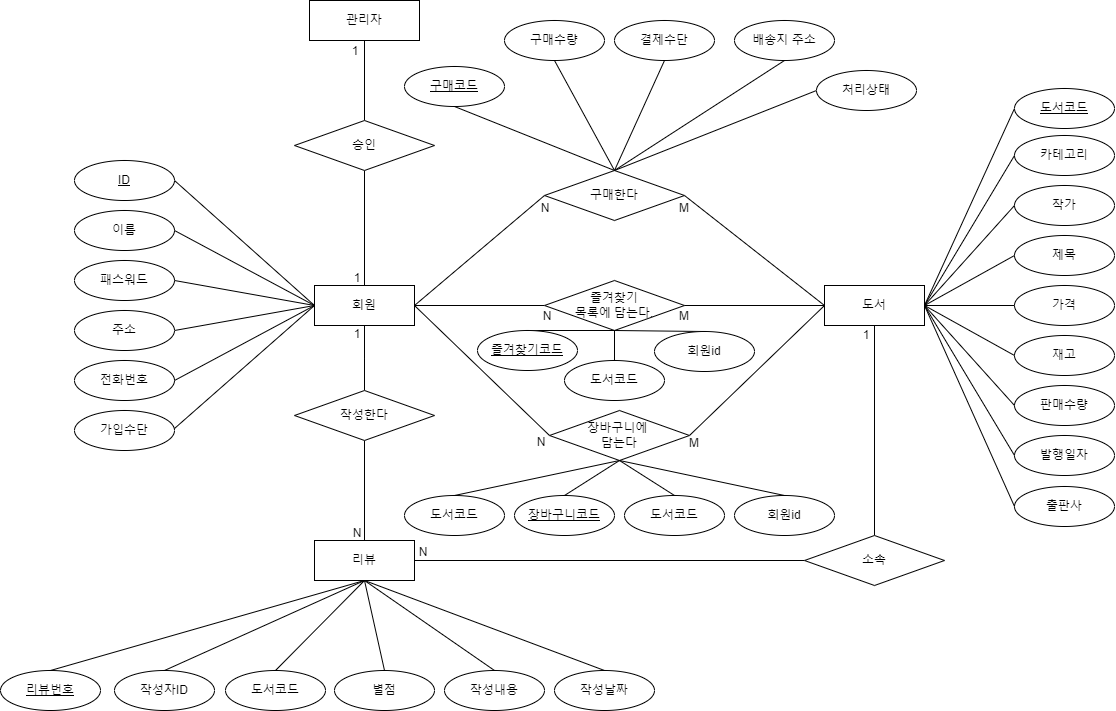 관리자
1
승인
1
구매코드
구매수량
결제수단
배송지 주소
처리상태
구매한다
N
M
ID
이름
패스워드
주소
전화번호
가입수단
회원
1
즐겨찾기
목록에 담는다
N
M
즐겨찾기코드
도서코드
회원id
도서
1
도서코드
카테고리
작가
제목
가격
재고
판매수량
발행일자
출판사
작성한다
N
장바구니에
담는다
N
M
도서코드
장바구니코드
도서코드
회원id
리뷰
N
소속
리뷰번호
작성자ID
도서코드
별점
작성내용
작성날짜